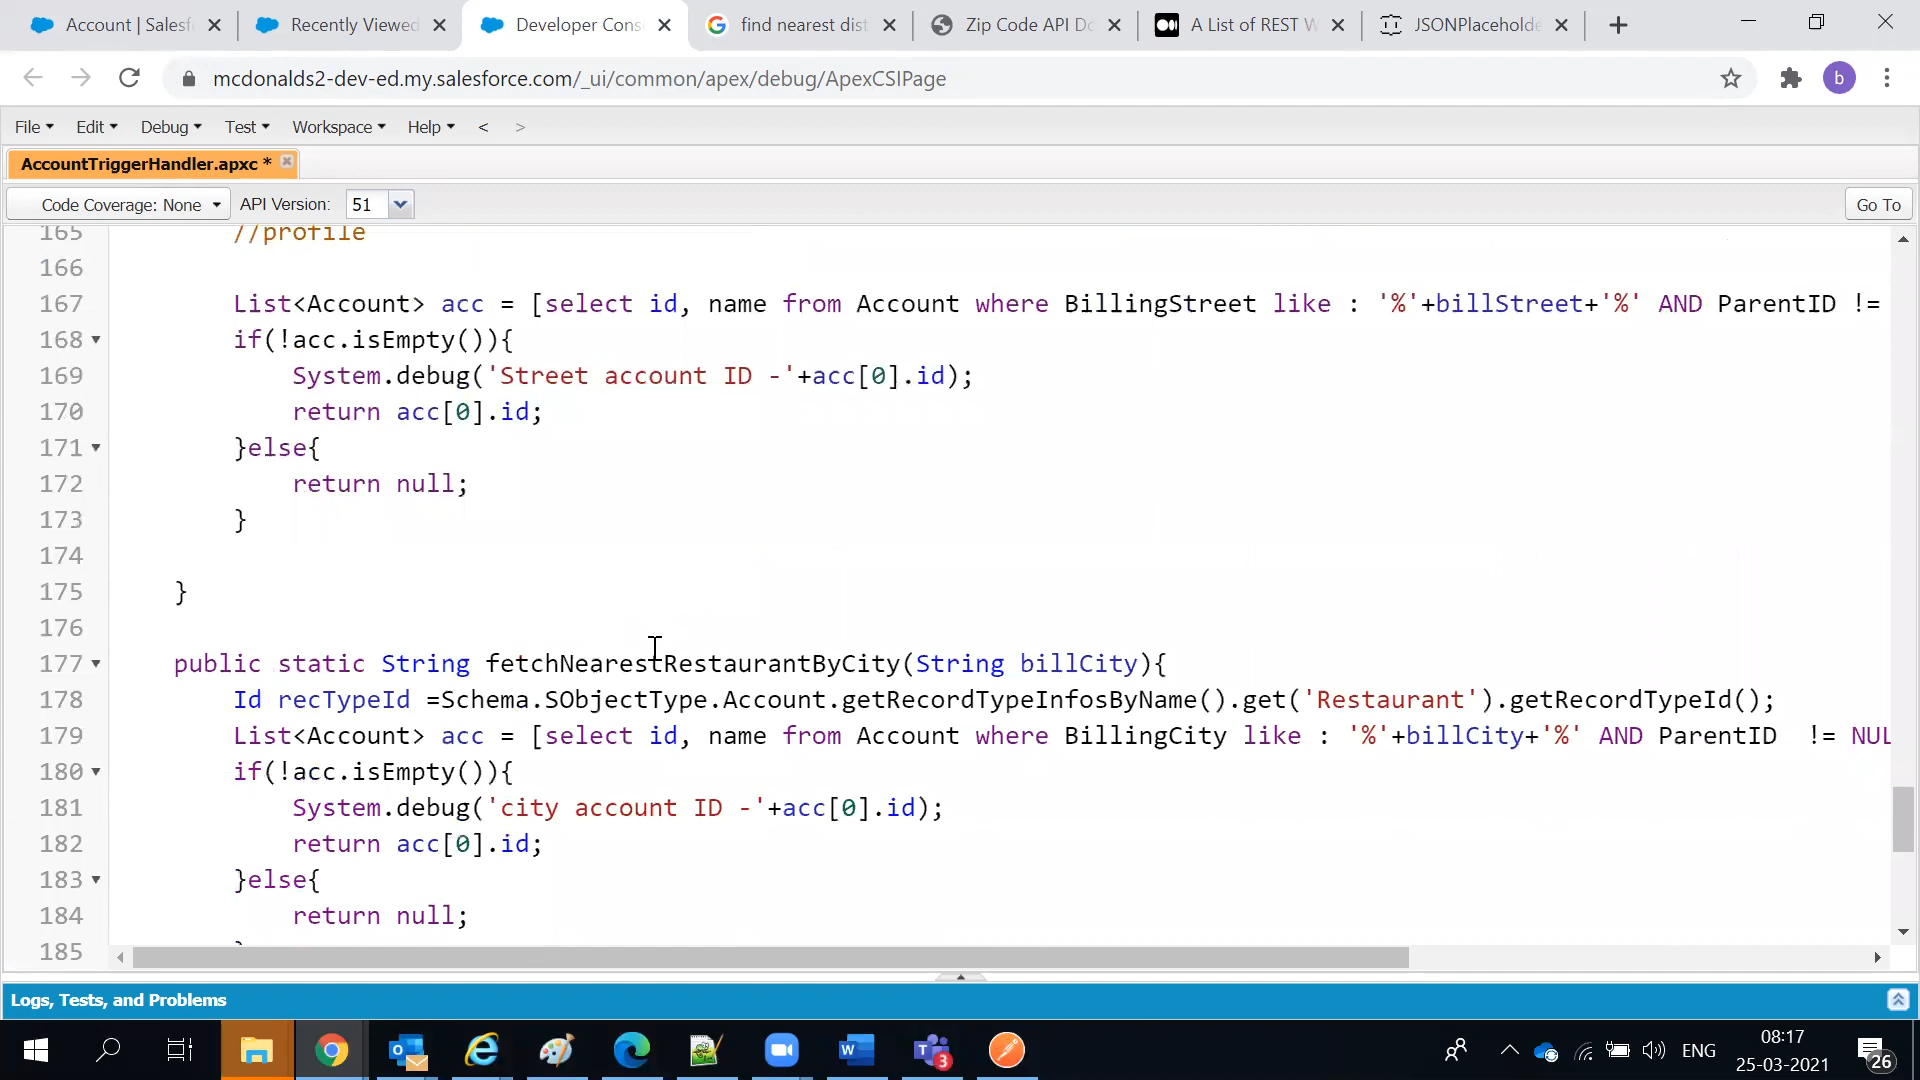 Account | Salesf
Recently Viewed
Developer Cons
find nearest dist
Zip Code API Do
A List of REST W
JSONPlaceholde
mcdonalds2-dev-ed.my.salesforce.com/_ui/common/apex/debug/ApexCSIPage
b
File Edit Debug Test Workspace Help < >
AccountTriggerHandler.apxc *
Code Coverage: None API Version: 51 Go To
165 //profile
166
167 List<Account> acc = [select id, name from Account where BillingStreet like : '%'+billStreet+'%' AND ParentID !=
168 if(!acc.isEmpty()){
169 System.debug('Street account ID -'+acc[0].id);
170 return acc[0].id;
171 }else{
172 return null;
173 }
174
175 }
176
177 public static String fetchNearestRestaurantByCity(String billCity){
178 Id recTypeId =Schema.SObjectType.Account.getRecordTypeInfosByName().get('Restaurant').getRecordTypeId();
179 List<Account> acc = [select id, name from Account where BillingCity like : '%'+billCity+'%' AND ParentID != NUL
180 if(!acc.isEmpty()){
181 System.debug('city account ID -'+acc[0].id);
182 return acc[0].id;
183 }else{
184 return null;
185 }
Logs, Tests, and Problems
3
ENG
08:17
25-03-2021
26